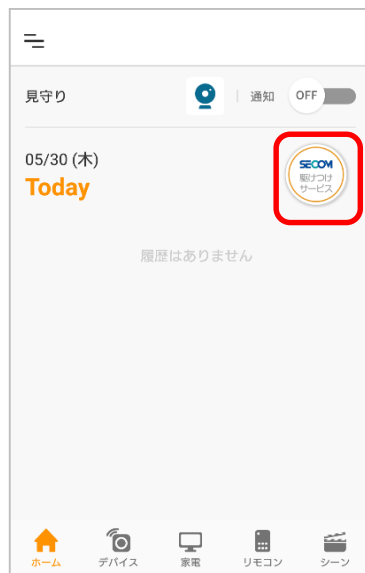 見守り
通知
OFF
05/30 (木)
Today
SECOM
駆けつけ
サービス
履歴はありません
ホーム
デバイス
家電
リモコン
シーン